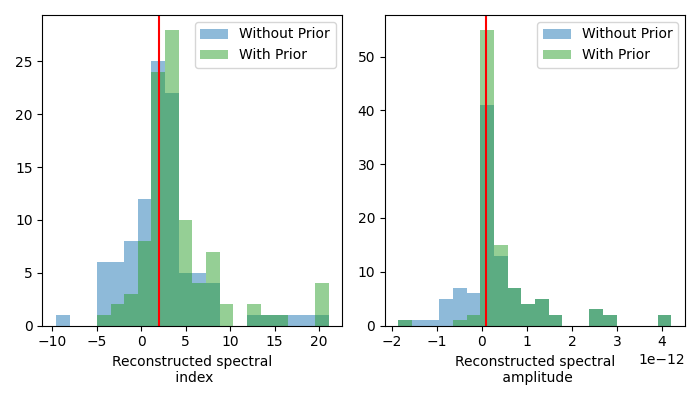 Without Prior
With Prior
25
20
15
10
5
0
−10
−5
0
5
10
15
20
Reconstructed spectral
index
Without Prior
With Prior
50
40
30
20
10
0
−2
−1
0
1
2
3
4
1e−12
Reconstructed spectral
amplitude